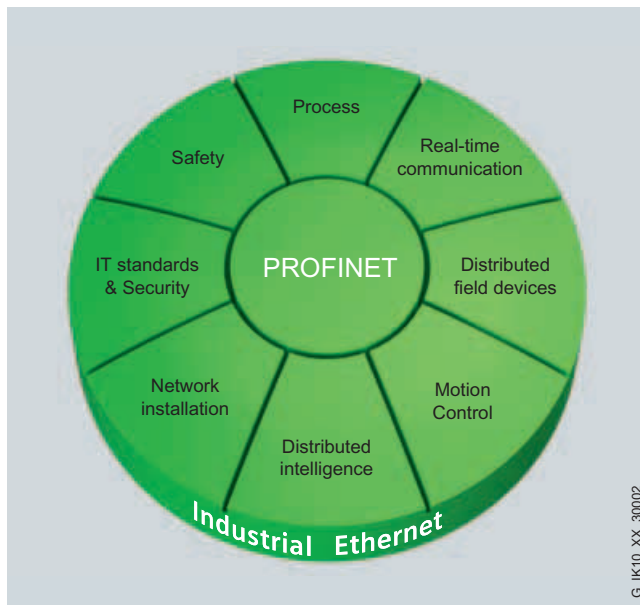 Process
Real-time
communication
Safety
PROFINET
IT standards
& Security
Distributed
field devices
Network
installation
Motion
Control
Distributed
intelligence
Industrial Ethernet
G_IK10_XX_30002